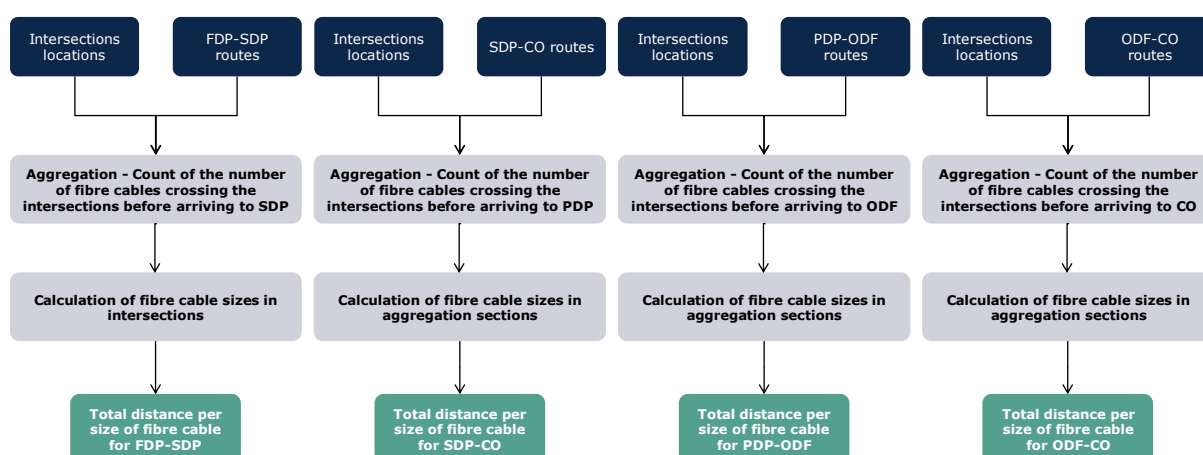 Intersections
locations
FDP-SDP
routes
Intersections
locations
SDP-CO routes
Intersections
locations
PDP-ODF
routes
Intersections
locations
ODF-CO
routes
Aggregation - Count of the number
of fibre cables crossing the
intersections before arriving to SDP
Aggregation - Count of the number
of fibre cables crossing the
intersections before arriving to PDP
Aggregation - Count of the number
of fibre cables crossing the
intersections before arriving to ODF
Aggregation - Count of the number
of fibre cables crossing the
intersections before arriving to CO
Calculation of fibre cable sizes in
intersections
Calculation of fibre cable sizes in
aggregation sections
Calculation of fibre cable sizes in
aggregation sections
Calculation of fibre cable sizes in
aggregation sections
Total distance per
size of fibre cable
for FDP-SDP
Total distance per
size of fibre cable
for SDP-CO
Total distance per
size of fibre cable
for PDP-ODF
Total distance per
size of fibre cable
for ODF-CO